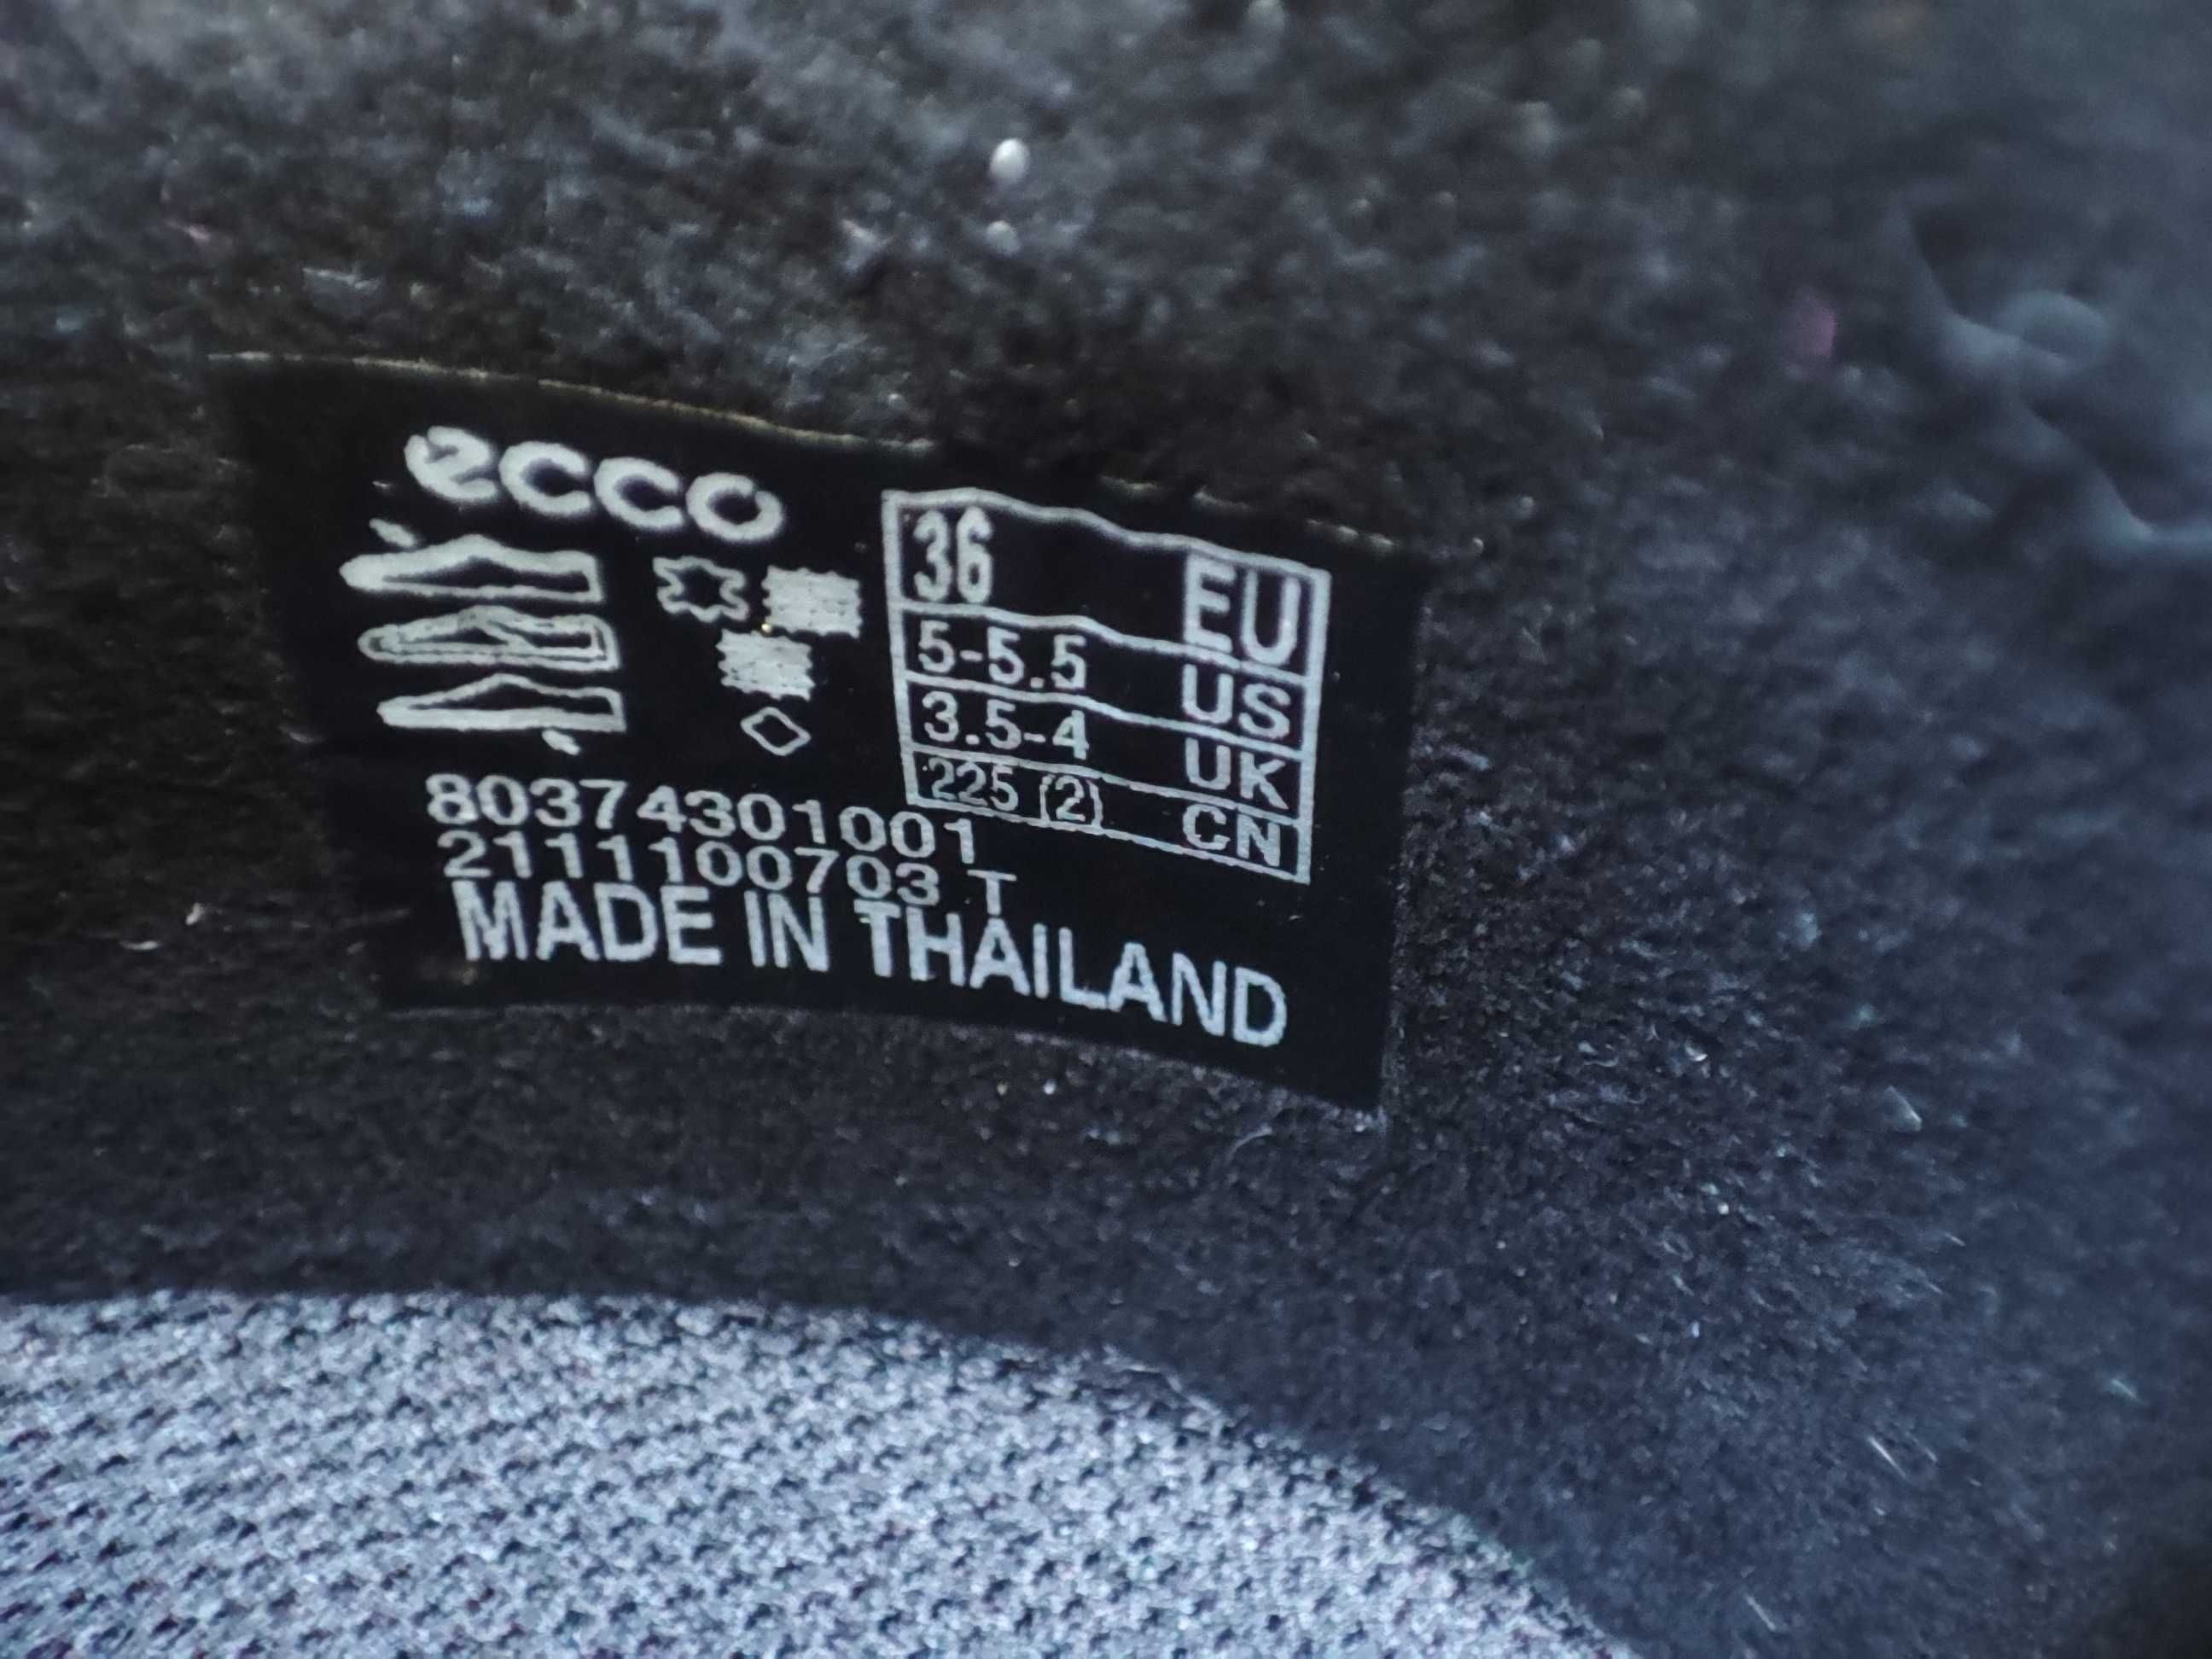 ecco
36 EU
5-5.5 US
3.5-4 UK
225 (2) CN
80374301001
21111100703 T
MADE IN THAILAND